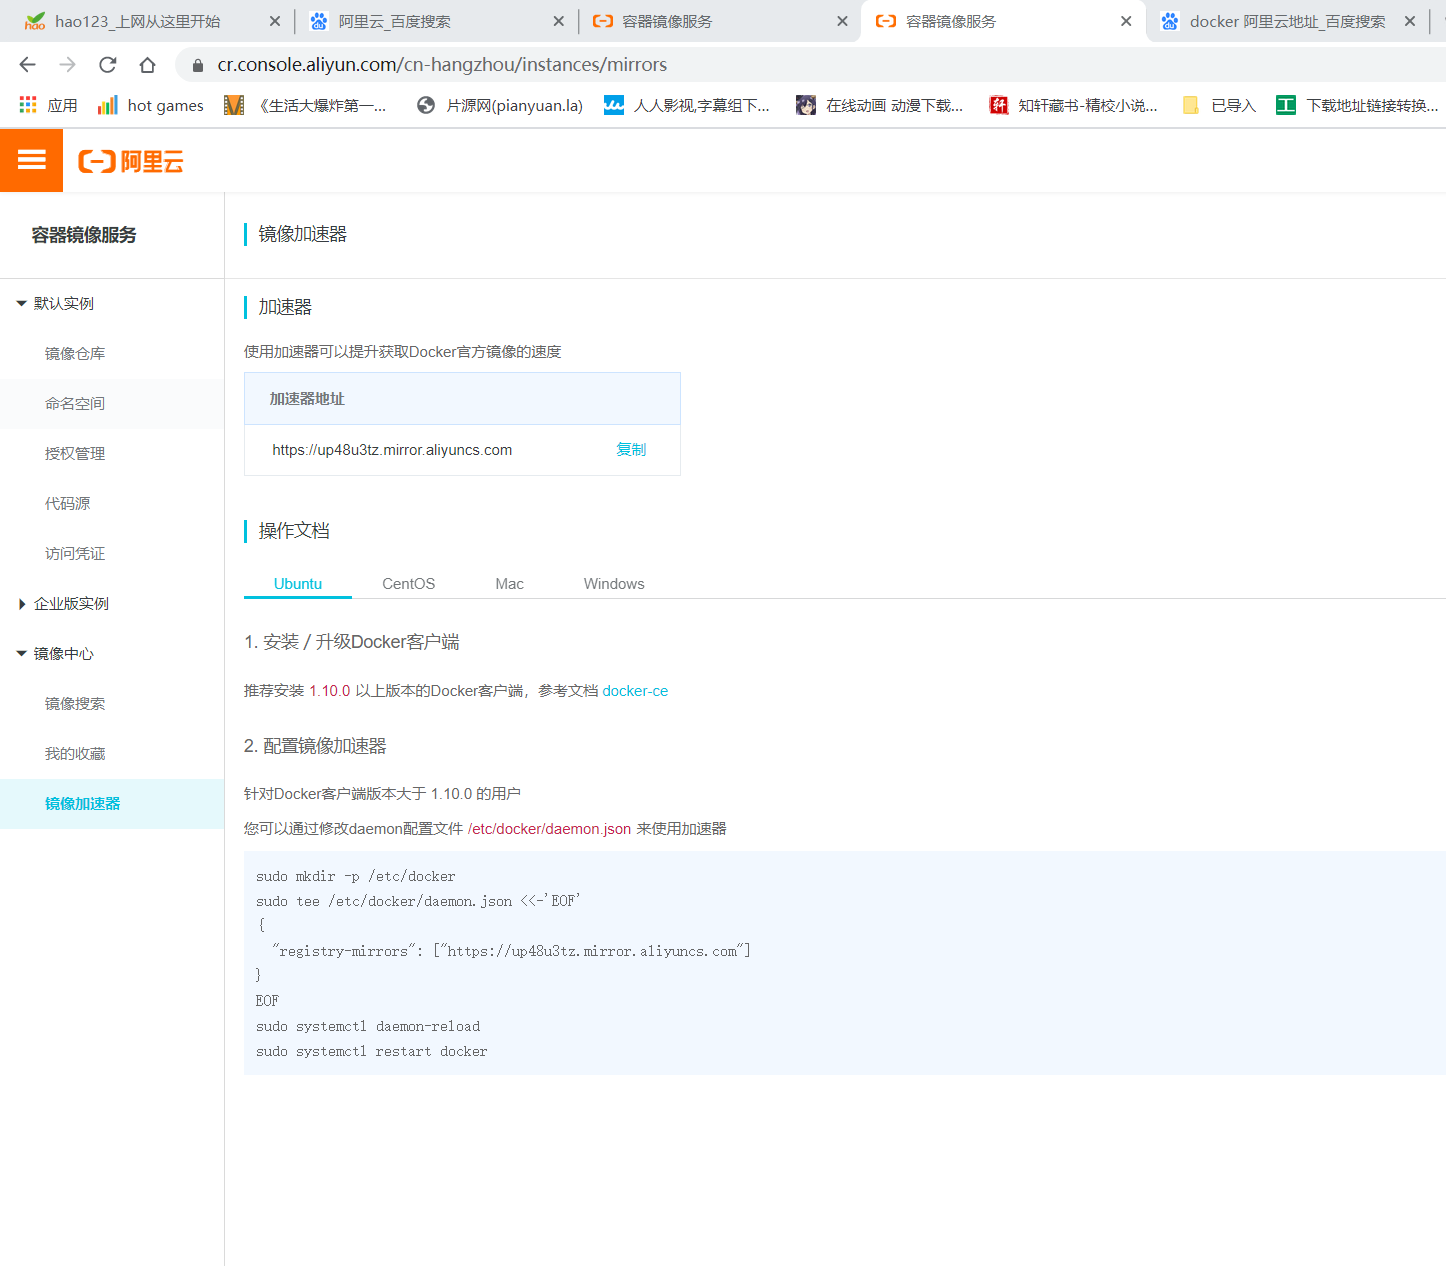 hao123_上网从这里开始
阿里云_百度搜索
容器镜像服务
容器镜像服务
docker 阿里云地址_百度搜索
cr.console.aliyun.com/cn-hangzhou/instances/mirrors
应用
hot games
《生活大爆炸第一...
片源网(pianyuan.la)
人人影视,字幕组下...
在线动画 动漫下载...
知轩藏书-精校小说...
已导入
下载地址链接转换...
阿里云
容器镜像服务
默认实例
镜像仓库
命名空间
授权管理
代码源
访问凭证
企业版实例
镜像中心
镜像搜索
我的收藏
镜像加速器
镜像加速器
加速器
使用加速器可以提升获取Docker官方镜像的速度
加速器地址
https://up48u3tz.mirror.aliyuncs.com 复制
操作文档
Ubuntu CentOS Mac Windows
1. 安装 / 升级Docker客户端
推荐安装 1.10.0 以上版本的Docker客户端，参考文档 docker-ce
2. 配置镜像加速器
针对Docker客户端版本大于 1.10.0 的用户
您可以通过修改daemon配置文件 /etc/docker/daemon.json 来使用加速器
sudo mkdir -p /etc/docker
sudo tee /etc/docker/daemon.json <<-'EOF'
{
"registry-mirrors": ["https://up48u3tz.mirror.aliyuncs.com"]
}
EOF
sudo systemctl daemon-reload
sudo systemctl restart docker